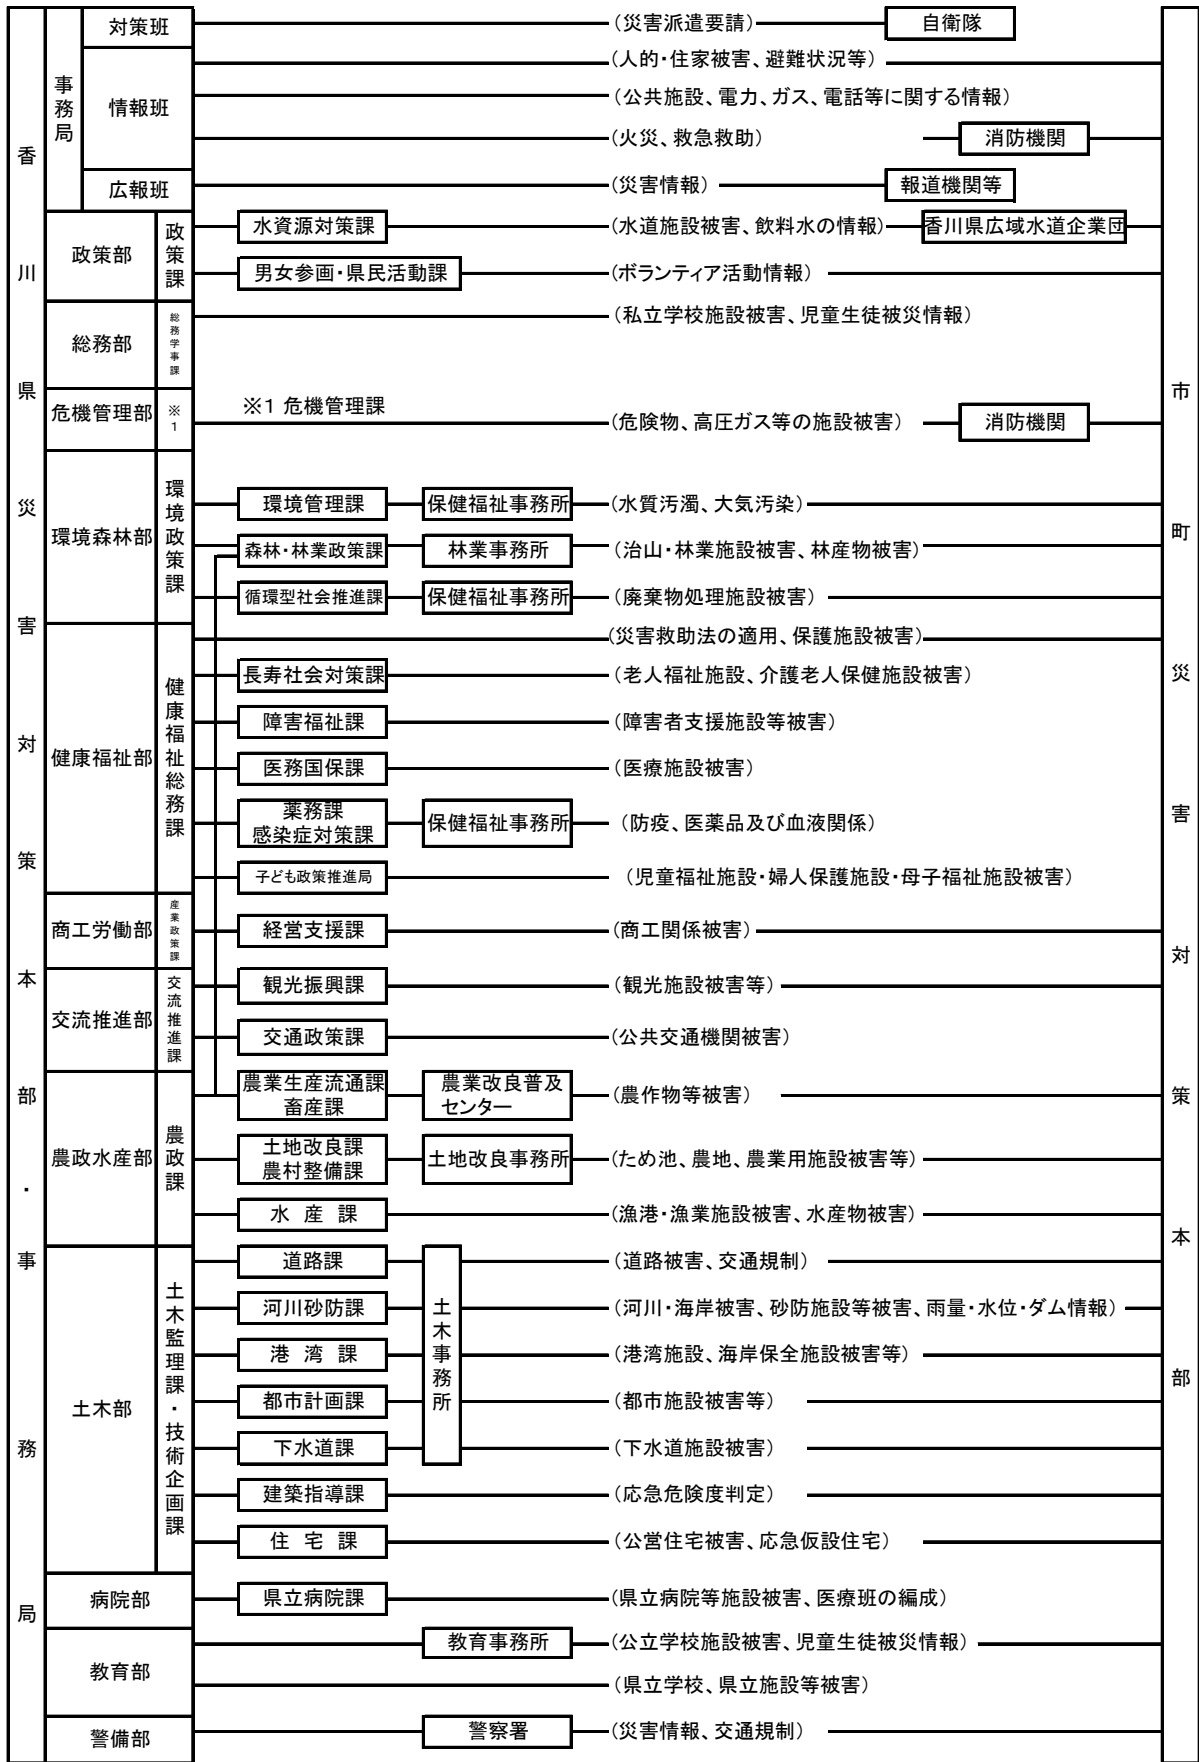 香川県災害対策本部・事務局
事務局
対策班 (災害派遣要請) 自衛隊
情報班 (人的・住家被害、避難状況等)
(公共施設、電力、ガス、電話等に関する情報)
(火災、救急救助) 消防機関
広報班 (災害情報) 報道機関等
政策部 政策課 水資源対策課 (水道施設被害、飲料水の情報) 香川県広域水道企業団
男女参画・県民活動課 (ボランティア活動情報)
総務部 総務学事課 (私立学校施設被害、児童生徒被災情報)
危機管理部 ※1 ※1 危機管理課 (危険物、高圧ガス等の施設被害) 消防機関
環境森林部 環境政策課 環境管理課 保健福祉事務所 (水質汚濁、大気汚染)
森林・林業政策課 林業事務所 (治山・林業施設被害、林産物被害)
循環型社会推進課 保健福祉事務所 (廃棄物処理施設被害)
健康福祉部 健康福祉総務課 (災害救助法の適用、保護施設被害)
長寿社会対策課 (老人福祉施設、介護老人保健施設被害)
障害福祉課 (障害者支援施設等被害)
医務国保課 (医療施設被害)
薬務課
感染症対策課 保健福祉事務所 (防疫、医薬品及び血液関係)
子ども政策推進局 (児童福祉施設・婦人保護施設・母子福祉施設被害)
商工労働部 産業政策課 経営支援課 (商工関係被害)
交流推進部 交流推進課 観光振興課 (観光施設被害等)
交通政策課 (公共交通機関被害)
農政水産部 農政課 農業生産流通課
畜産課 農業改良普及
センター (農作物等被害)
土地改良課
農村整備課 土地改良事務所 (ため池、農地、農業用施設被害等)
水 産 課 (漁港・漁業施設被害、水産物被害)
土木部 土木監理課・技術企画課 土木事務所
道路課 (道路被害、交通規制)
河川砂防課 (河川・海岸被害、砂防施設等被害、雨量・水位・ダム情報)
港 湾 課 (港湾施設、海岸保全施設被害等)
都市計画課 (都市施設被害等)
下水道課 (下水道施設被害)
建築指導課 (応急危険度判定)
住 宅 課 (公営住宅被害、応急仮設住宅)
病院部 県立病院課 (県立病院等施設被害、医療班の編成)
教育部 教育事務所 (公立学校施設被害、児童生徒被災情報)
(県立学校、県立施設等被害)
警備部 警察署 (災害情報、交通規制)
市町災害対策本部